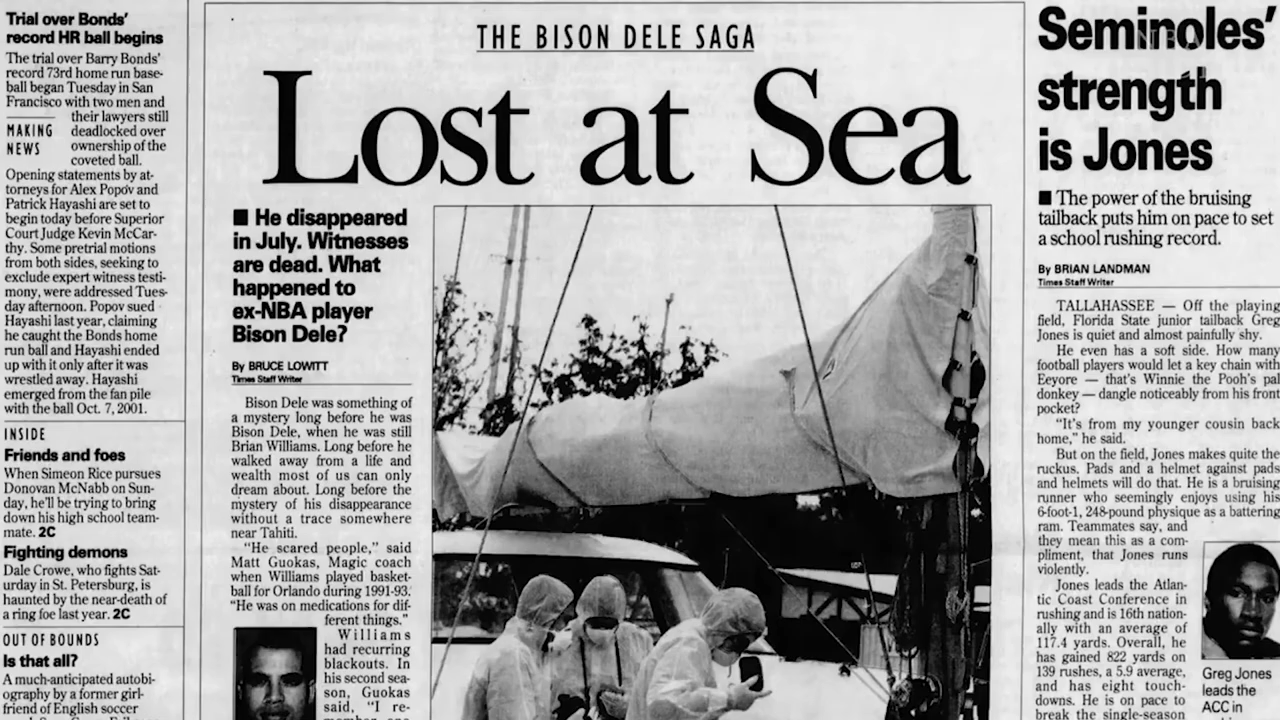 Trial over Bonds'
record HR ball begins
The trial over Barry Bonds'
record 73rd home run base-
ball began Tuesday in San
Francisco with two men and
their lawyers still
deadlocked over
ownership of the
coveted ball.
MAKING
NEWS
Opening statements by at-
torneys for Alex Popov and
Patrick Hayashi are set to
begin today before Superior
Court Judge Kevin McCar-
thy. Some pretrial motions
from both sides, seeking to
exclude expert witness testi-
mony, were addressed Tues-
day afternoon. Popov sued
Hayashi last year, claiming
he caught the Bonds home
run ball and Hayashi ended
up with it only after it was
wrestled away. Hayashi
emerged from the fan pile
with the ball Oct. 7, 2001.
INSIDE
Friends and foes
When Simeon Rice pursues
Donovan McNabb on Sun-
day, he'll be trying to bring
down his high school team-
mate. 2C
Fighting demons
Dale Crowe, who fights Sat-
urday in St. Petersburg, is
haunted by the near-death of
a ring foe last year. 2C
OUT OF BOUNDS
Is that all?
A much-anticipated autobi-
ography by a former girl-
friend of English soccer
THE BISON DELE SAGA
Lost at Sea
■ He disappeared
in July. Witnesses
are dead. What
happened to
ex-NBA player
Bison Dele?
By BRUCE LOWITT
Times Staff Writer
Bison Dele was something of
a mystery long before he was
Bison Dele, when he was still
Brian Williams. Long before he
walked away from a life and
wealth most of us can only
dream about. Long before the
mystery of his disappearance
without a trace somewhere
near Tahiti.
"He scared people," said
Matt Guokas, Magic coach
when Williams played basket-
ball for Orlando during 1991-93.
"He was on medications for dif-
ferent things."
Williams
had recurring
blackouts. In
his second sea-
son, Guokas
said, "I re-
Seminoles'
strength
is Jones
■ The power of the bruising
tailback puts him on pace to set
a school rushing record.
By BRIAN LANDMAN
Times Staff Writer
TALLAHASSEE — Off the playing
field, Florida State junior tailback Greg
Jones is quiet and almost painfully shy.
He even has a soft side. How many
football players would let a key chain with
Eeyore — that's Winnie the Pooh's pal
donkey — dangle noticeably from his front
pocket?
"It's from my younger cousin back
home," he said.
But on the field, Jones makes quite the
ruckus. Pads and a helmet against pads
and helmets will do that. He is a bruising
runner who seemingly enjoys using his
6-foot-1, 248-pound physique as a battering
ram. Teammates say, and
they mean this as a com-
pliment, that Jones runs
violently.
Jones leads the Atlan-
tic Coast Conference in
rushing and is 16th nation-
ally with an average of
117.4 yards. Overall, he
has gained 822 yards on
139 rushes, a 5.9 average,
and has eight touch-
downs. He is on pace to
break the single-season
Greg Jones
leads the
ACC in